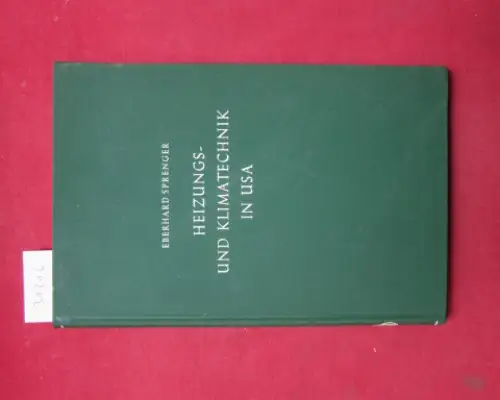 EBERHARD SPRENGER
HEIZUNGS-
UND KLIMATECHNIK
IN USA